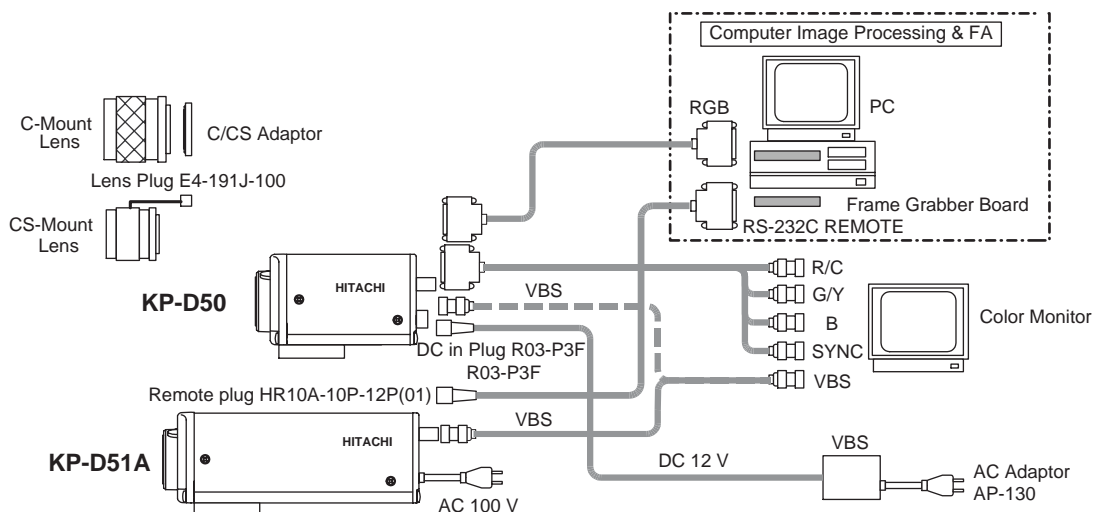 Computer Image Processing & FA
RGB
PC
C-Mount
Lens
C/CS Adaptor
Lens Plug E4-191J-100
CS-Mount
Lens
Frame Grabber Board
RS-232C REMOTE
KP-D50
HITACHI
VBS
R/C
G/Y
B
SYNC
VBS
Color Monitor
DC in Plug R03-P3F
R03-P3F
Remote plug HR10A-10P-12P(01)
VBS
KP-D51A
HITACHI
AC 100 V
DC 12 V
VBS
AC Adaptor
AP-130